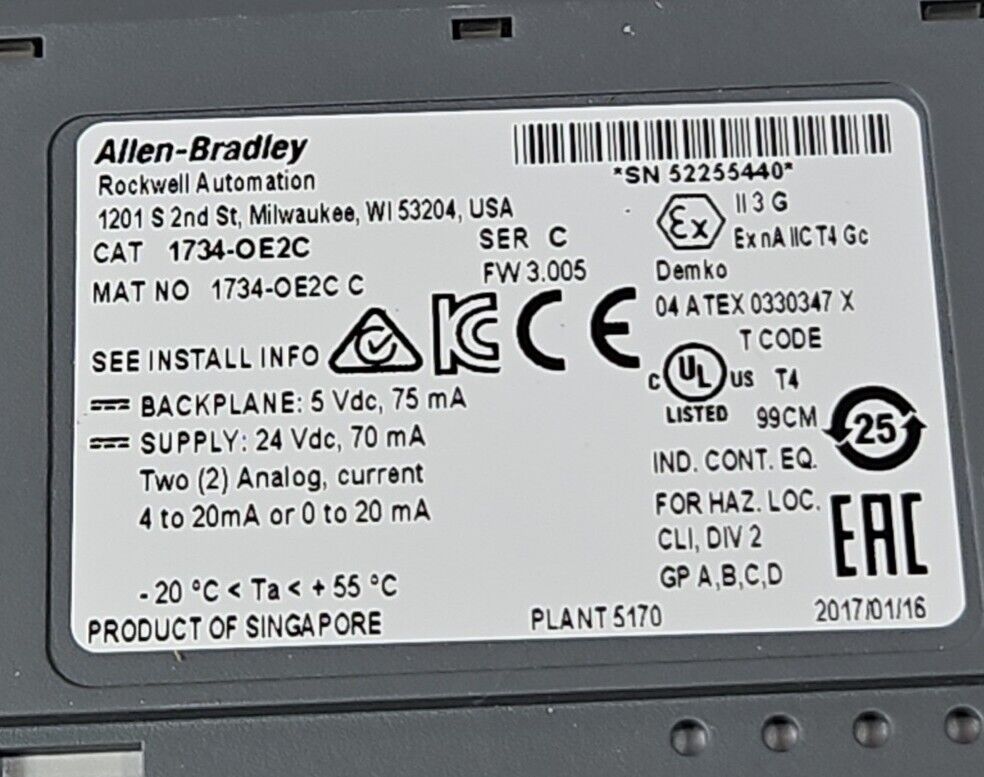 Allen-Bradley
Rockwell Automation
1201 S 2nd St, Milwaukee, WI 53204, USA
CAT 1734-OE2C SER C
MAT NO 1734-OE2C C FW 3.005
SEE INSTALL INFO
BACKPLANE: 5 Vdc, 75 mA
SUPPLY: 24 Vdc, 70 mA
Two (2) Analog, current
4 to 20mA or 0 to 20 mA
-20 °C < Ta < +55 °C
PRODUCT OF SINGAPORE
PLANT 5170
*SN 52255440*
Ex II 3 G
Ex nA IIC T4 Gc
Demko
04 ATEX 0330347 X
KC CE
T CODE
C UL US T4
LISTED 99CM
25
IND. CONT. EQ.
FOR HAZ. LOC.
CLI, DIV 2
GP A,B,C,D
EAC
2017/01/16